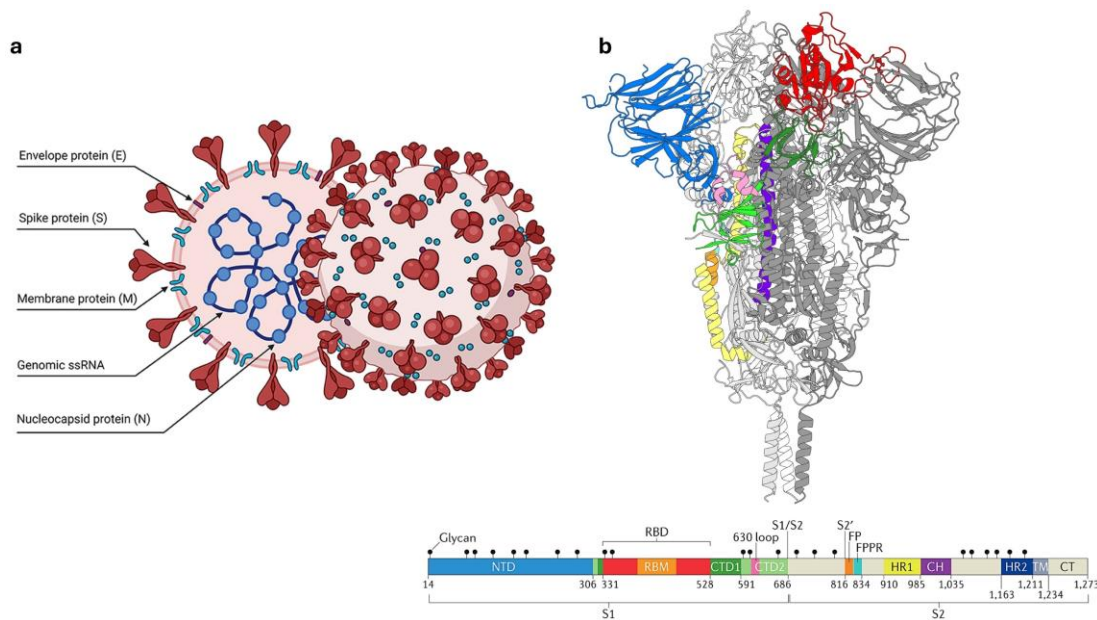 a
b
Envelope protein (E)
Spike protein (S)
Membrane protein (M)
Genomic ssRNA
Nucleocapsid protein (N)
Glycan
RBD
630 loop
S1/S2
S2′
FP
FPPR
NTD
RBM
CTD1
CTD2
HR1
CH
HR2
TM
CT
14
306
331
528
591
686
816
834
910
985
1,035
1,163
1,211
1,234
1,273
S1
S2